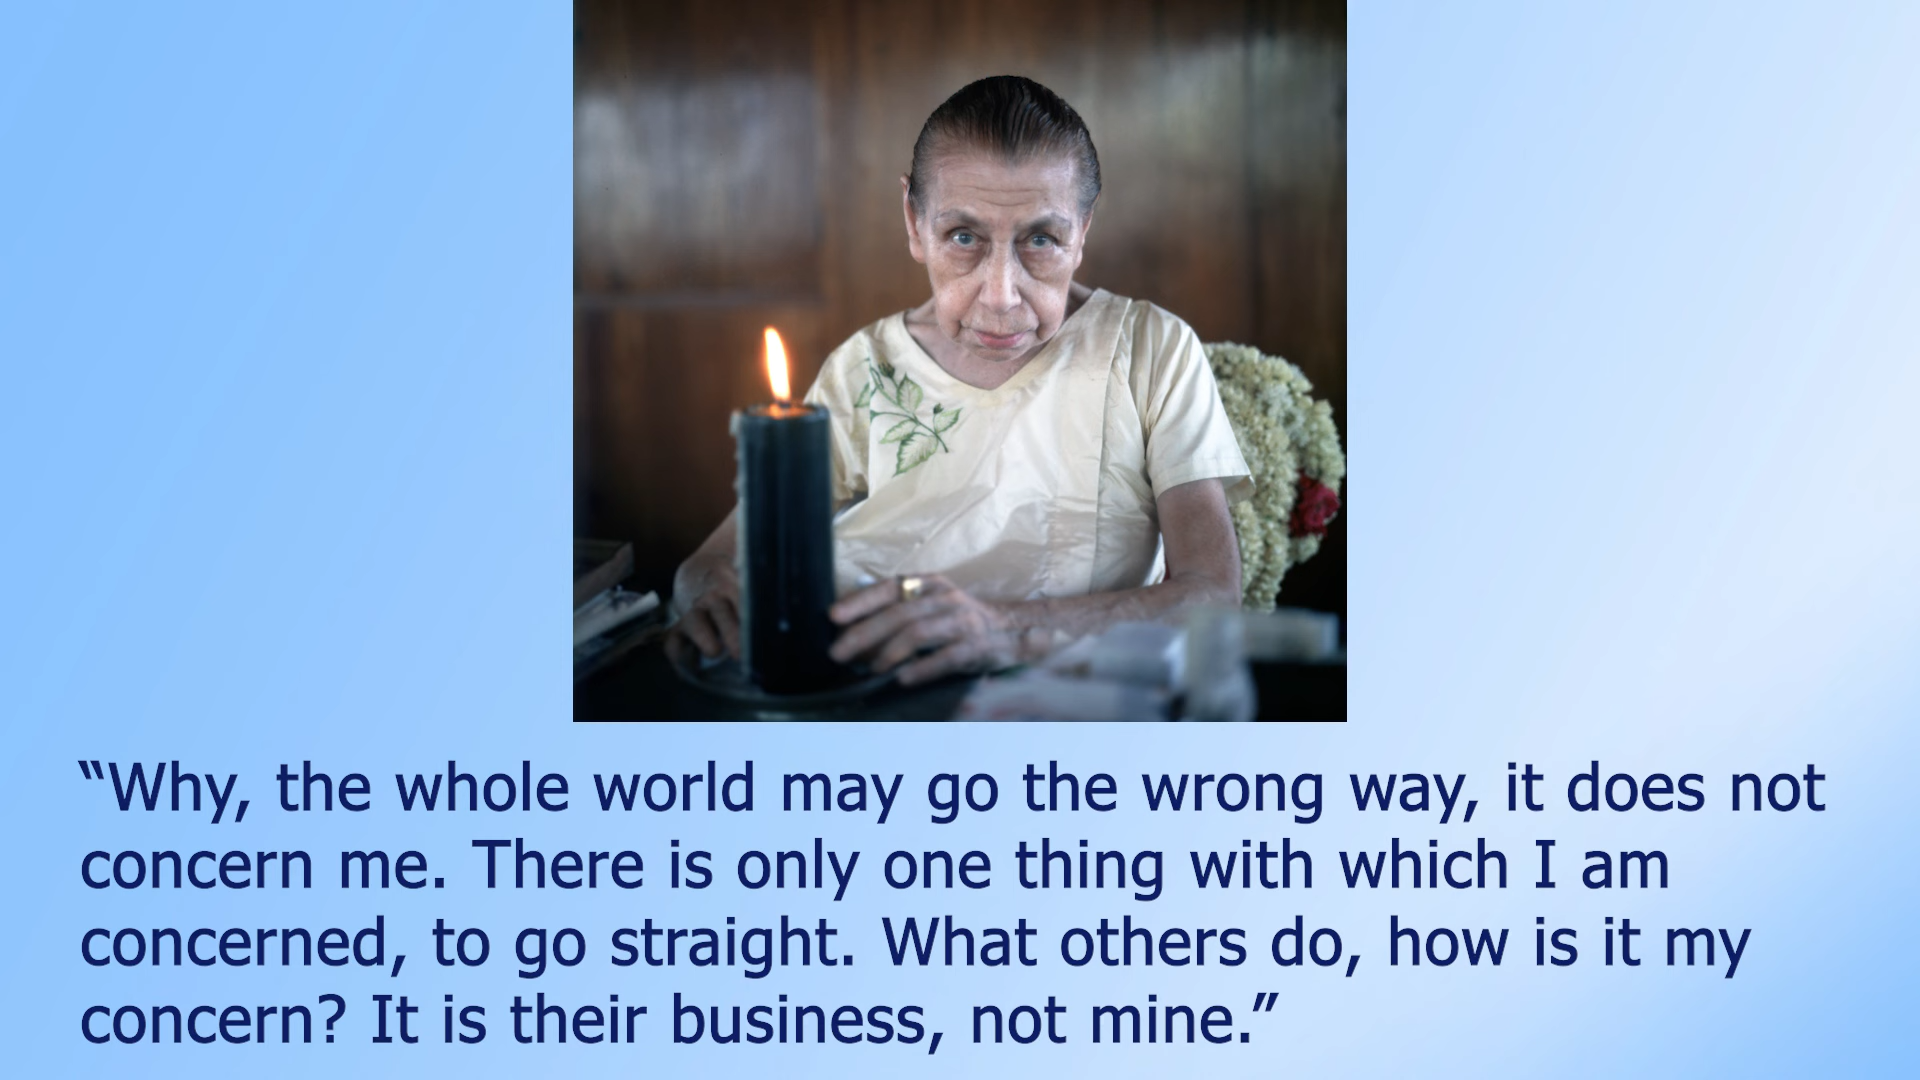 “Why, the whole world may go the wrong way, it does not
concern me. There is only one thing with which I am
concerned, to go straight. What others do, how is it my
concern? It is their business, not mine.”